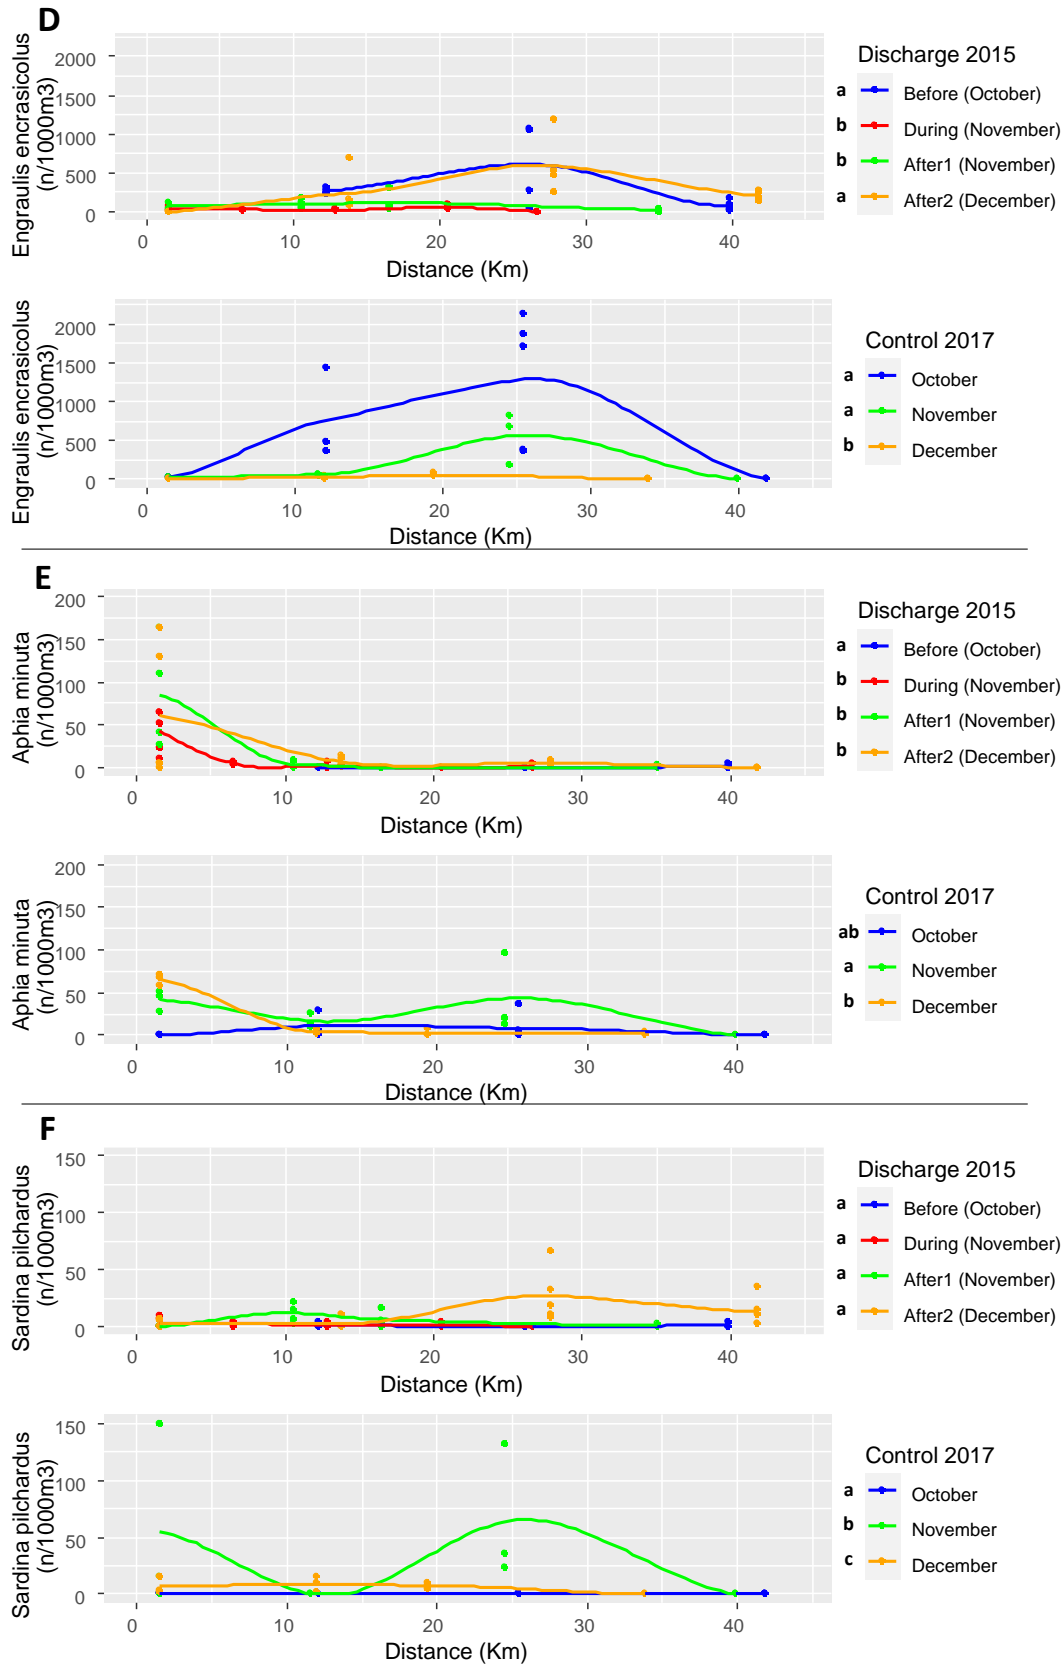 D
Engraulis encrasicolus
(n/1000m3)
2000
1500
1000
500
0
0 10 20 30 40
Distance (Km)
Discharge 2015
a Before (October)
b During (November)
b After1 (November)
a After2 (December)
Engraulis encrasicolus
(n/1000m3)
2000
1500
1000
500
0
0 10 20 30 40
Distance (Km)
Control 2017
a October
a November
b December
E
Aphia minuta
(n/1000m3)
200
150
100
50
0
0 10 20 30 40
Distance (Km)
Discharge 2015
a Before (October)
b During (November)
b After1 (November)
b After2 (December)
Aphia minuta
(n/1000m3)
200
150
100
50
0
0 10 20 30 40
Distance (Km)
Control 2017
ab October
a November
b December
F
Sardina pilchardus
(n/1000m3)
150
100
50
0
0 10 20 30 40
Distance (Km)
Discharge 2015
a Before (October)
a During (November)
a After1 (November)
a After2 (December)
Sardina pilchardus
(n/1000m3)
150
100
50
0
0 10 20 30 40
Distance (Km)
Control 2017
a October
b November
c December